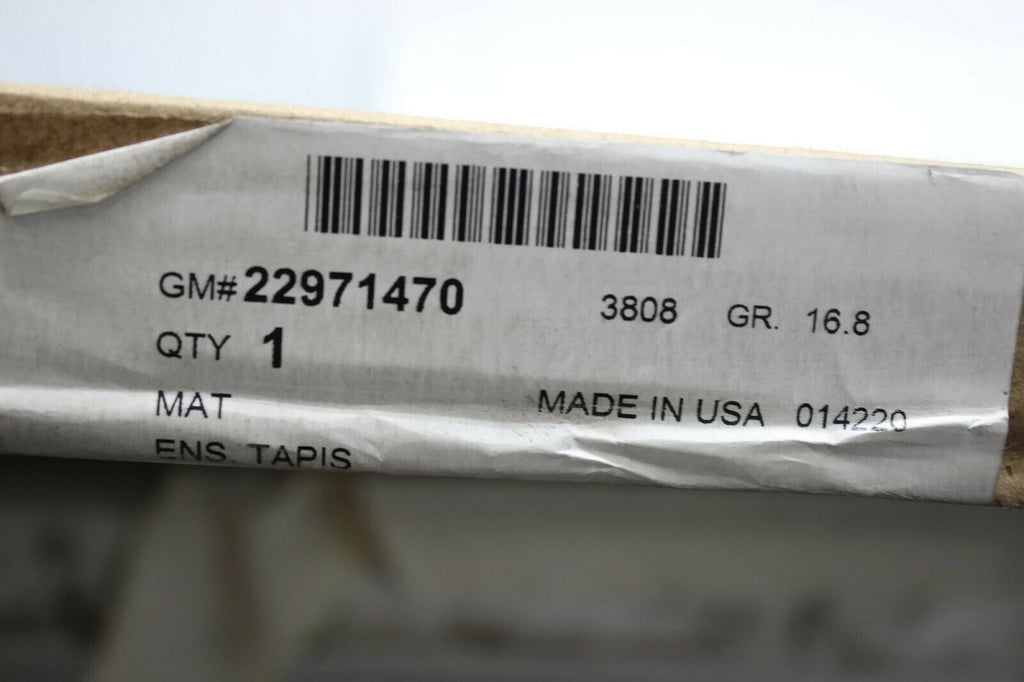 GM# 22971470 3808 GR. 16.8
QTY 1
MAT MADE IN USA 014220
ENS. TAPIS